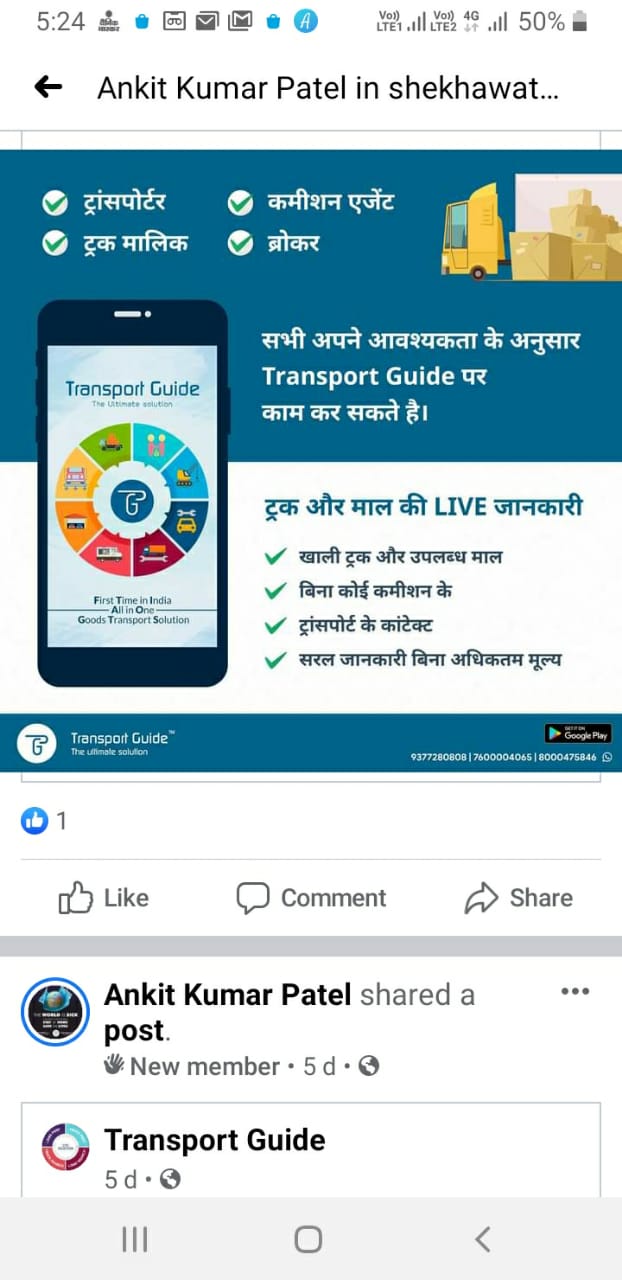 5:24
Vo)) LTE1 Vo)) LTE2 4G 50%
Ankit Kumar Patel in shekhawat...
ट्रांसपोर्टर
कमीशन एजेंट
ट्रक मालिक
ब्रोकर
सभी अपने आवश्यकता के अनुसार
Transport Guide पर
काम कर सकते है।
Transport Guide
The Ultimate solution
First Time in India
All in One
Goods Transport Solution
ट्रक और माल की LIVE जानकारी
खाली ट्रक और उपलब्ध माल
बिना कोई कमीशन के
ट्रांसपोर्ट के कांटेक्ट
सरल जानकारी बिना अधिकतम मूल्य
Transport Guide™
The ultimate solution
GET IT ON
Google Play
9377280808 | 7600004065 | 8000475846
1
Like
Comment
Share
Ankit Kumar Patel shared a
post.
New member • 5 d •
Transport Guide
5 d •